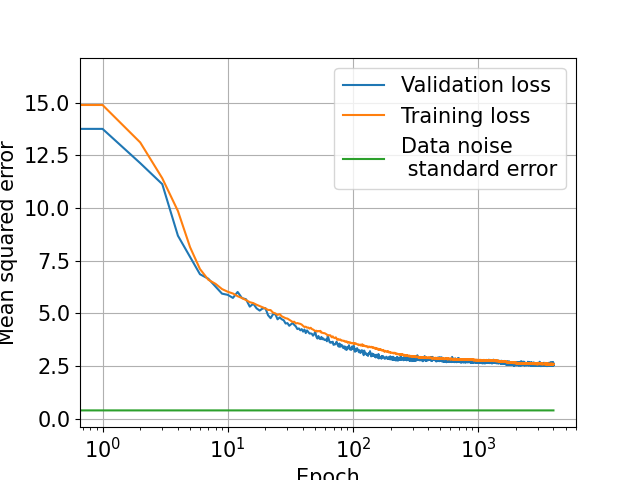 Validation loss
Training loss
Data noise
standard error
15.0
12.5
10.0
7.5
5.0
2.5
0.0
Mean squared error
10⁰
10¹
10²
10³
Epoch